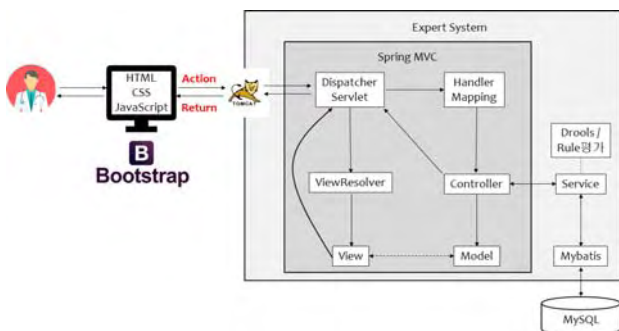 Expert System
Spring MVC
HTML
CSS
JavaScript
Action
Return
TOMCAT
Dispatcher
Servlet
Handler
Mapping
Drools /
Rule평가
B
Bootstrap
ViewResolver
Controller
Service
View
Model
Mybatis
MySQL